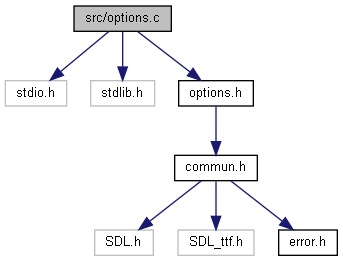 src/options.c
stdio.h
stdlib.h
options.h
commun.h
SDL.h
SDL_ttf.h
error.h